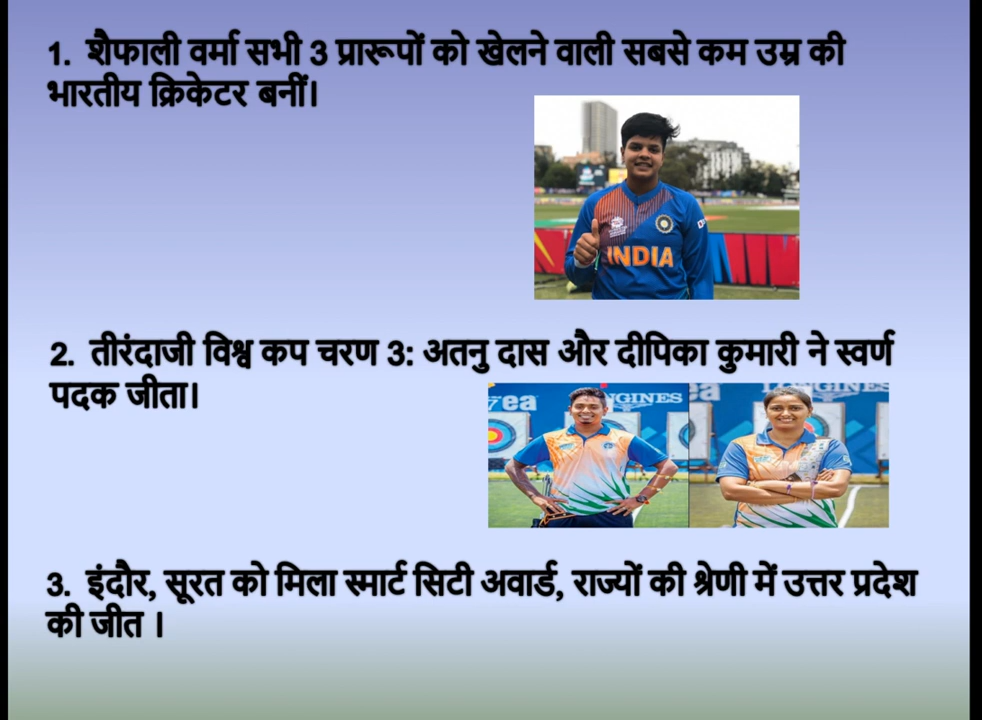 1. शैफाली वर्मा सभी 3 प्रारूपों को खेलने वाली सबसे कम उम्र की
भारतीय क्रिकेटर बनीं।
INDIA
2. तीरंदाजी विश्व कप चरण 3: अतनु दास और दीपिका कुमारी ने स्वर्ण
पदक जीता।
3. इंदौर, सूरत को मिला स्मार्ट सिटी अवार्ड, राज्यों की श्रेणी में उत्तर प्रदेश
की जीत ।